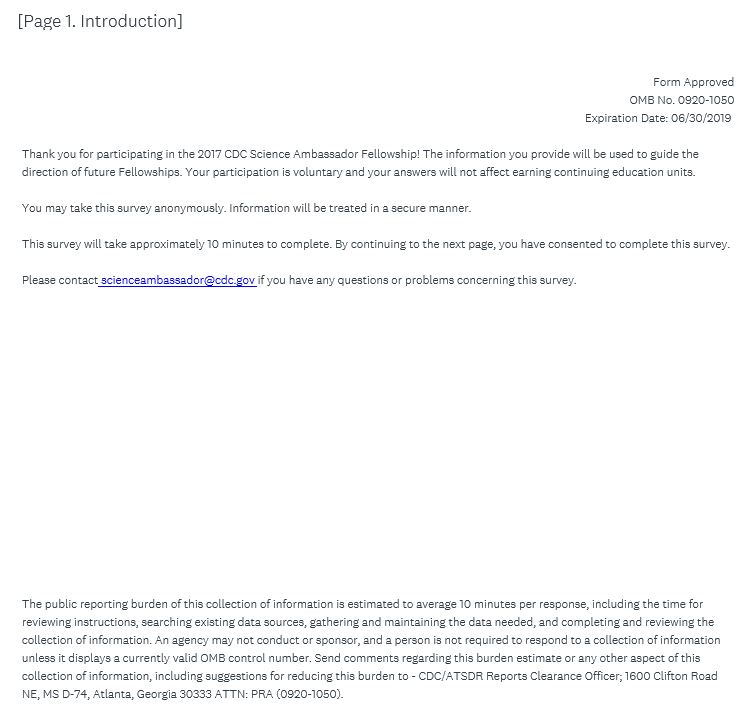 [Page 1. Introduction]
Form Approved
OMB No. 0920-1050
Expiration Date: 06/30/2019
Thank you for participating in the 2017 CDC Science Ambassador Fellowship! The information you provide will be used to guide the
direction of future Fellowships. Your participation is voluntary and your answers will not affect earning continuing education units.
You may take this survey anonymously. Information will be treated in a secure manner.
This survey will take approximately 10 minutes to complete. By continuing to the next page, you have consented to complete this survey.
Please contact scienceambassador@cdc.gov if you have any questions or problems concerning this survey.
The public reporting burden of this collection of information is estimated to average 10 minutes per response, including the time for
reviewing instructions, searching existing data sources, gathering and maintaining the data needed, and completing and reviewing the
collection of information. An agency may not conduct or sponsor, and a person is not required to respond to a collection of information
unless it displays a currently valid OMB control number. Send comments regarding this burden estimate or any other aspect of this
collection of information, including suggestions for reducing this burden to - CDC/ATSDR Reports Clearance Officer; 1600 Clifton Road
NE, MS D-74, Atlanta, Georgia 30333 ATTN: PRA (0920-1050).